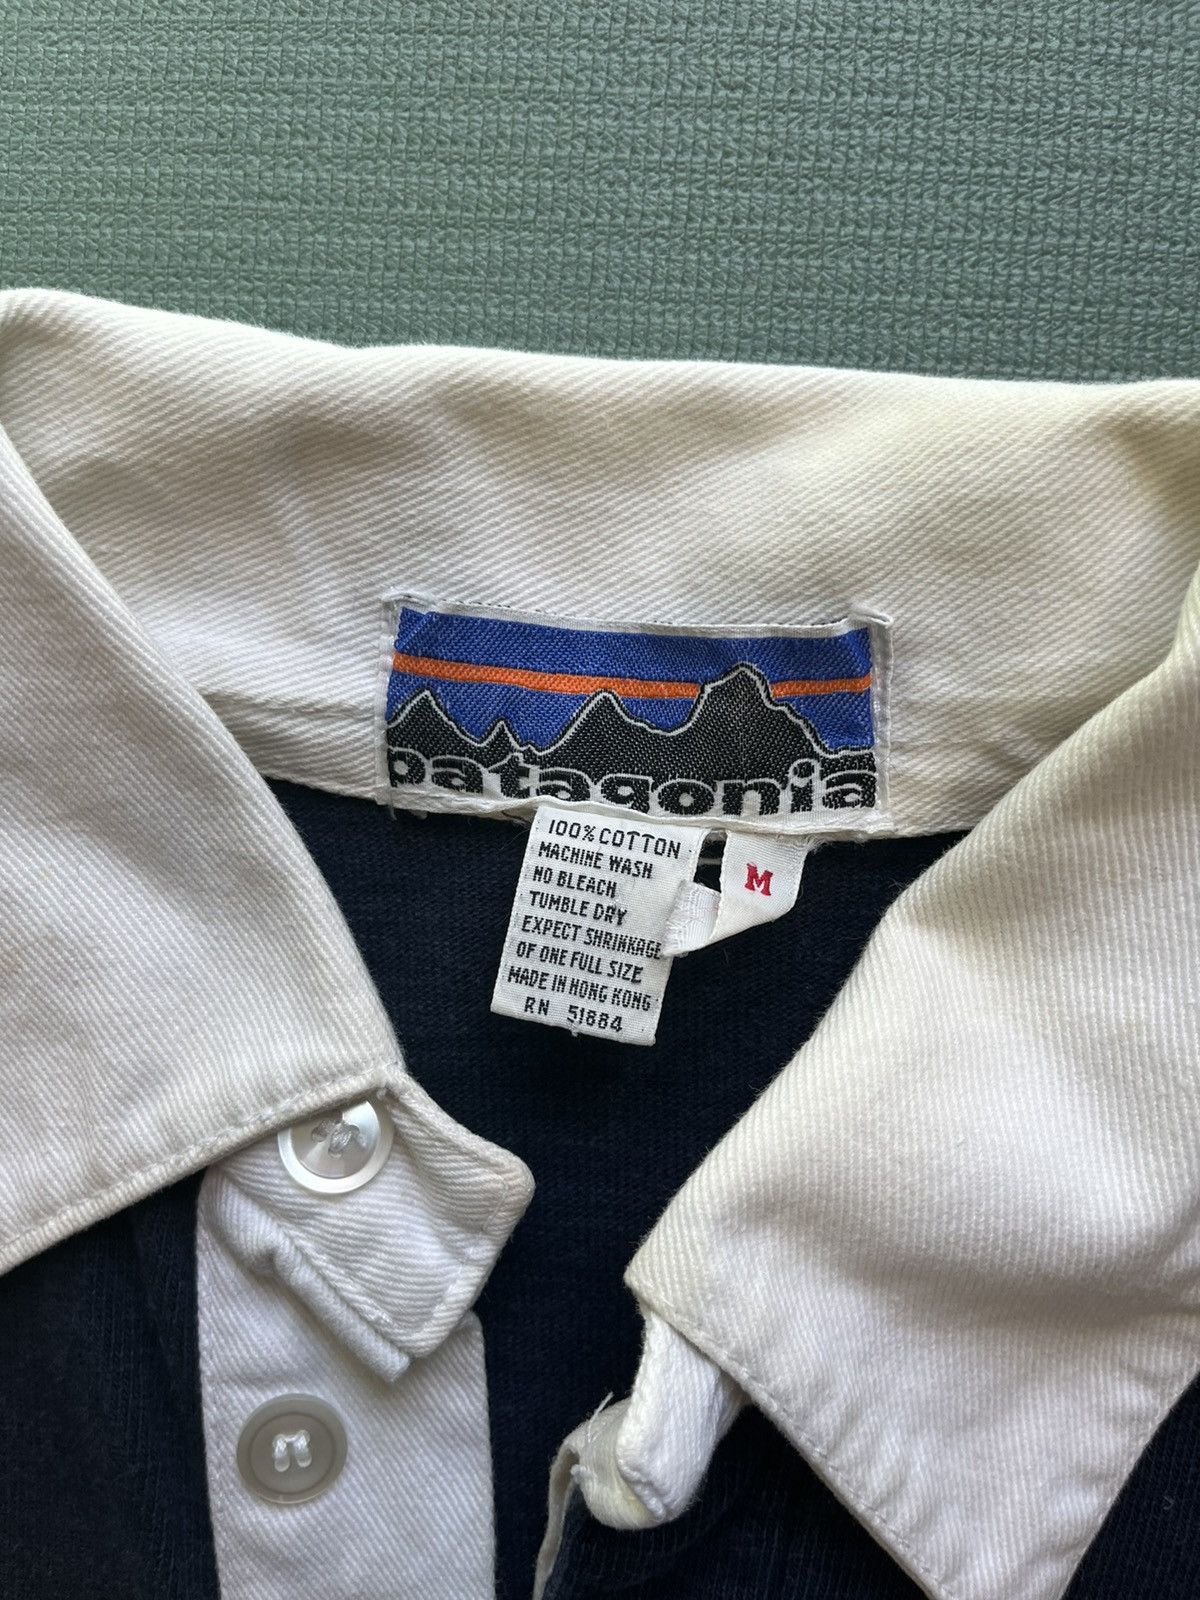 patagonia
100% COTTON
MACHINE WASH
NO BLEACH
TUMBLE DRY
EXPECT SHRINKAGE
OF ONE FULL SIZE
MADE IN HONG KONG
RN 51884
M